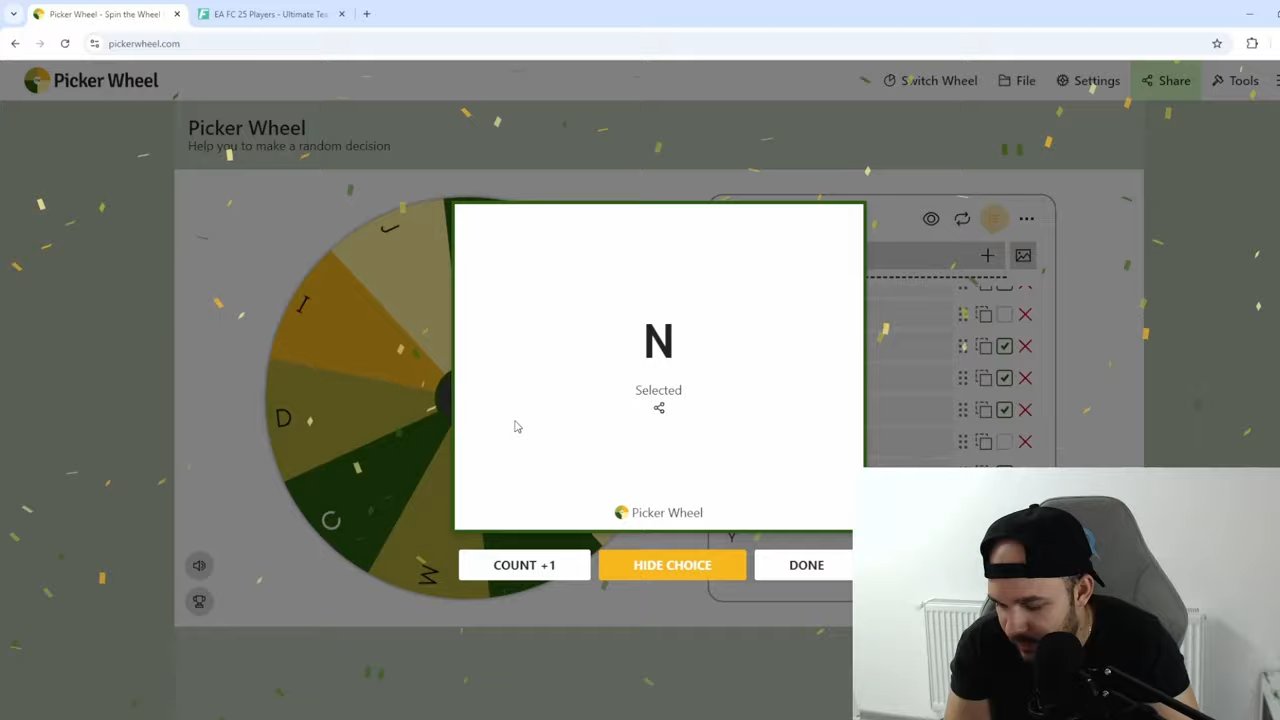 Picker Wheel - Spin the Wheel
EA FC 25 Players - Ultimate Tea
pickerwheel.com
Picker Wheel
Switch Wheel
File
Settings
Share
Tools
Picker Wheel
Help you to make a random decision
J
I
D
C
M
N
Selected
Picker Wheel
Y
COUNT +1
HIDE CHOICE
DONE